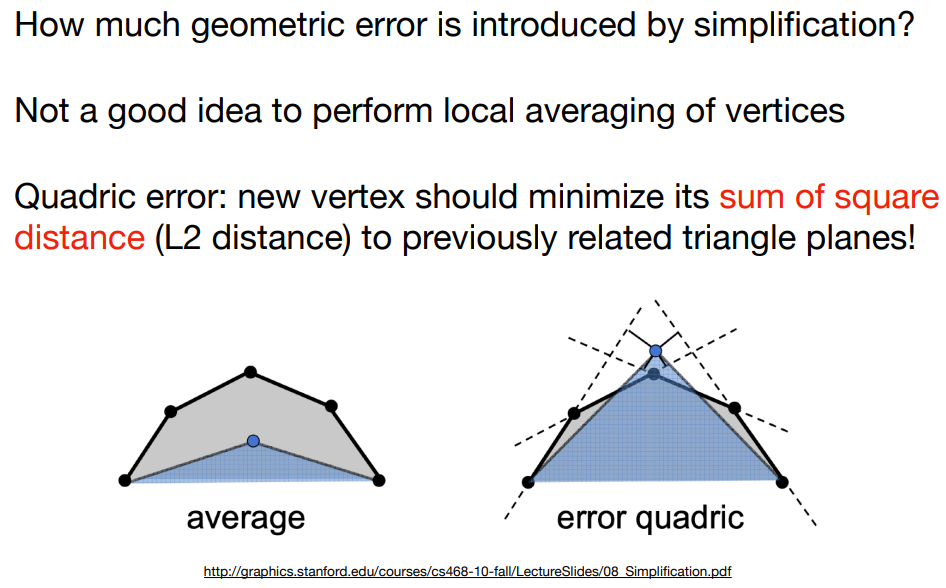 How much geometric error is introduced by simplification?
Not a good idea to perform local averaging of vertices
Quadric error: new vertex should minimize its sum of square
distance (L2 distance) to previously related triangle planes!
average
error quadric
http://graphics.stanford.edu/courses/cs468-10-fall/LectureSlides/08_Simplification.pdf